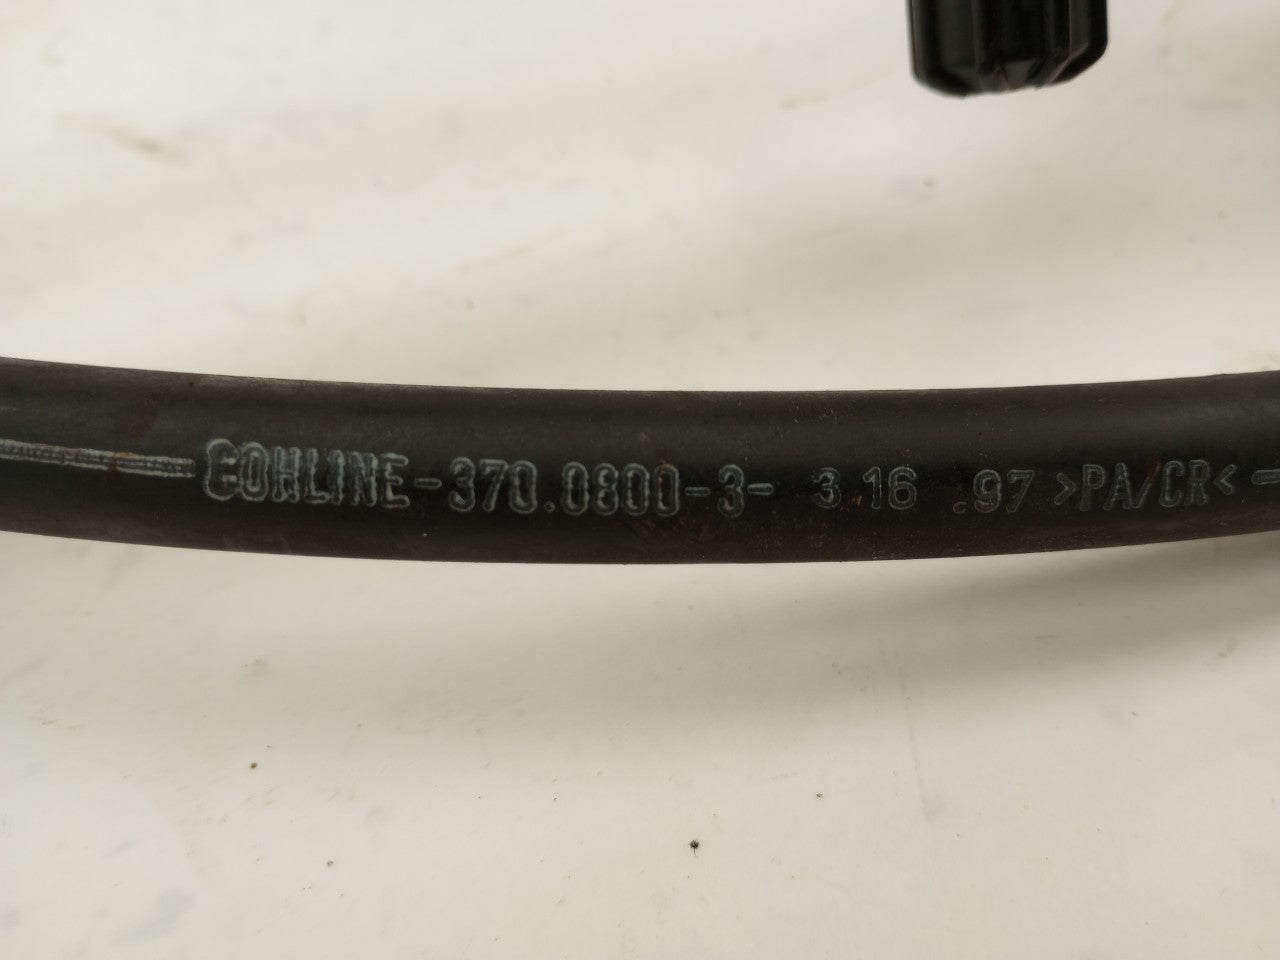 COHLINE-370.0800-3- 3.16 .97 >PA/CR< -